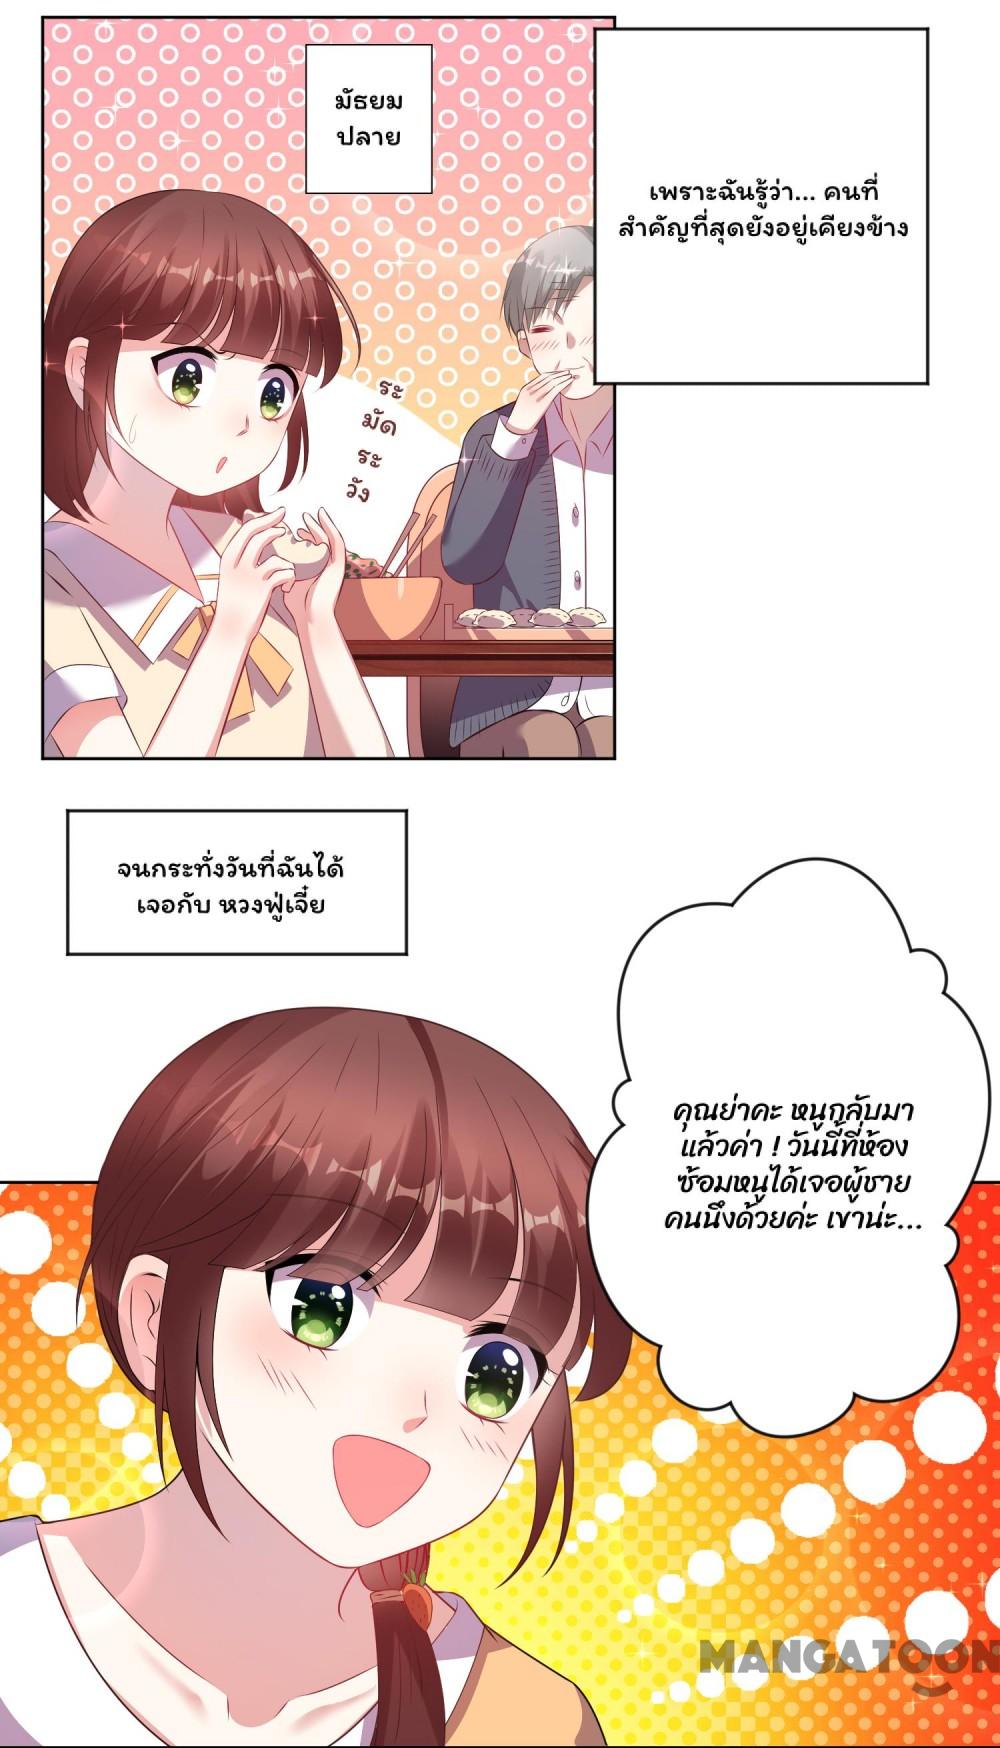 มัธยม
ปลาย
เพราะฉันรู้ว่า... คนที่
สำคัญที่สุดยังอยู่เคียงข้าง
ระ
มัด
ระ
วัง
จนกระทั่งวันที่ฉันได้
เจอกับ หวงฟู่เจี๋ย
คุณย่าคะ หนูกลับมา
แล้วค่า ! วันนี้ที่ห้อง
ซ้อมหนูได้เจอผู้ชาย
คนนึงด้วยค่ะ เขาน่ะ...
MANGATOON